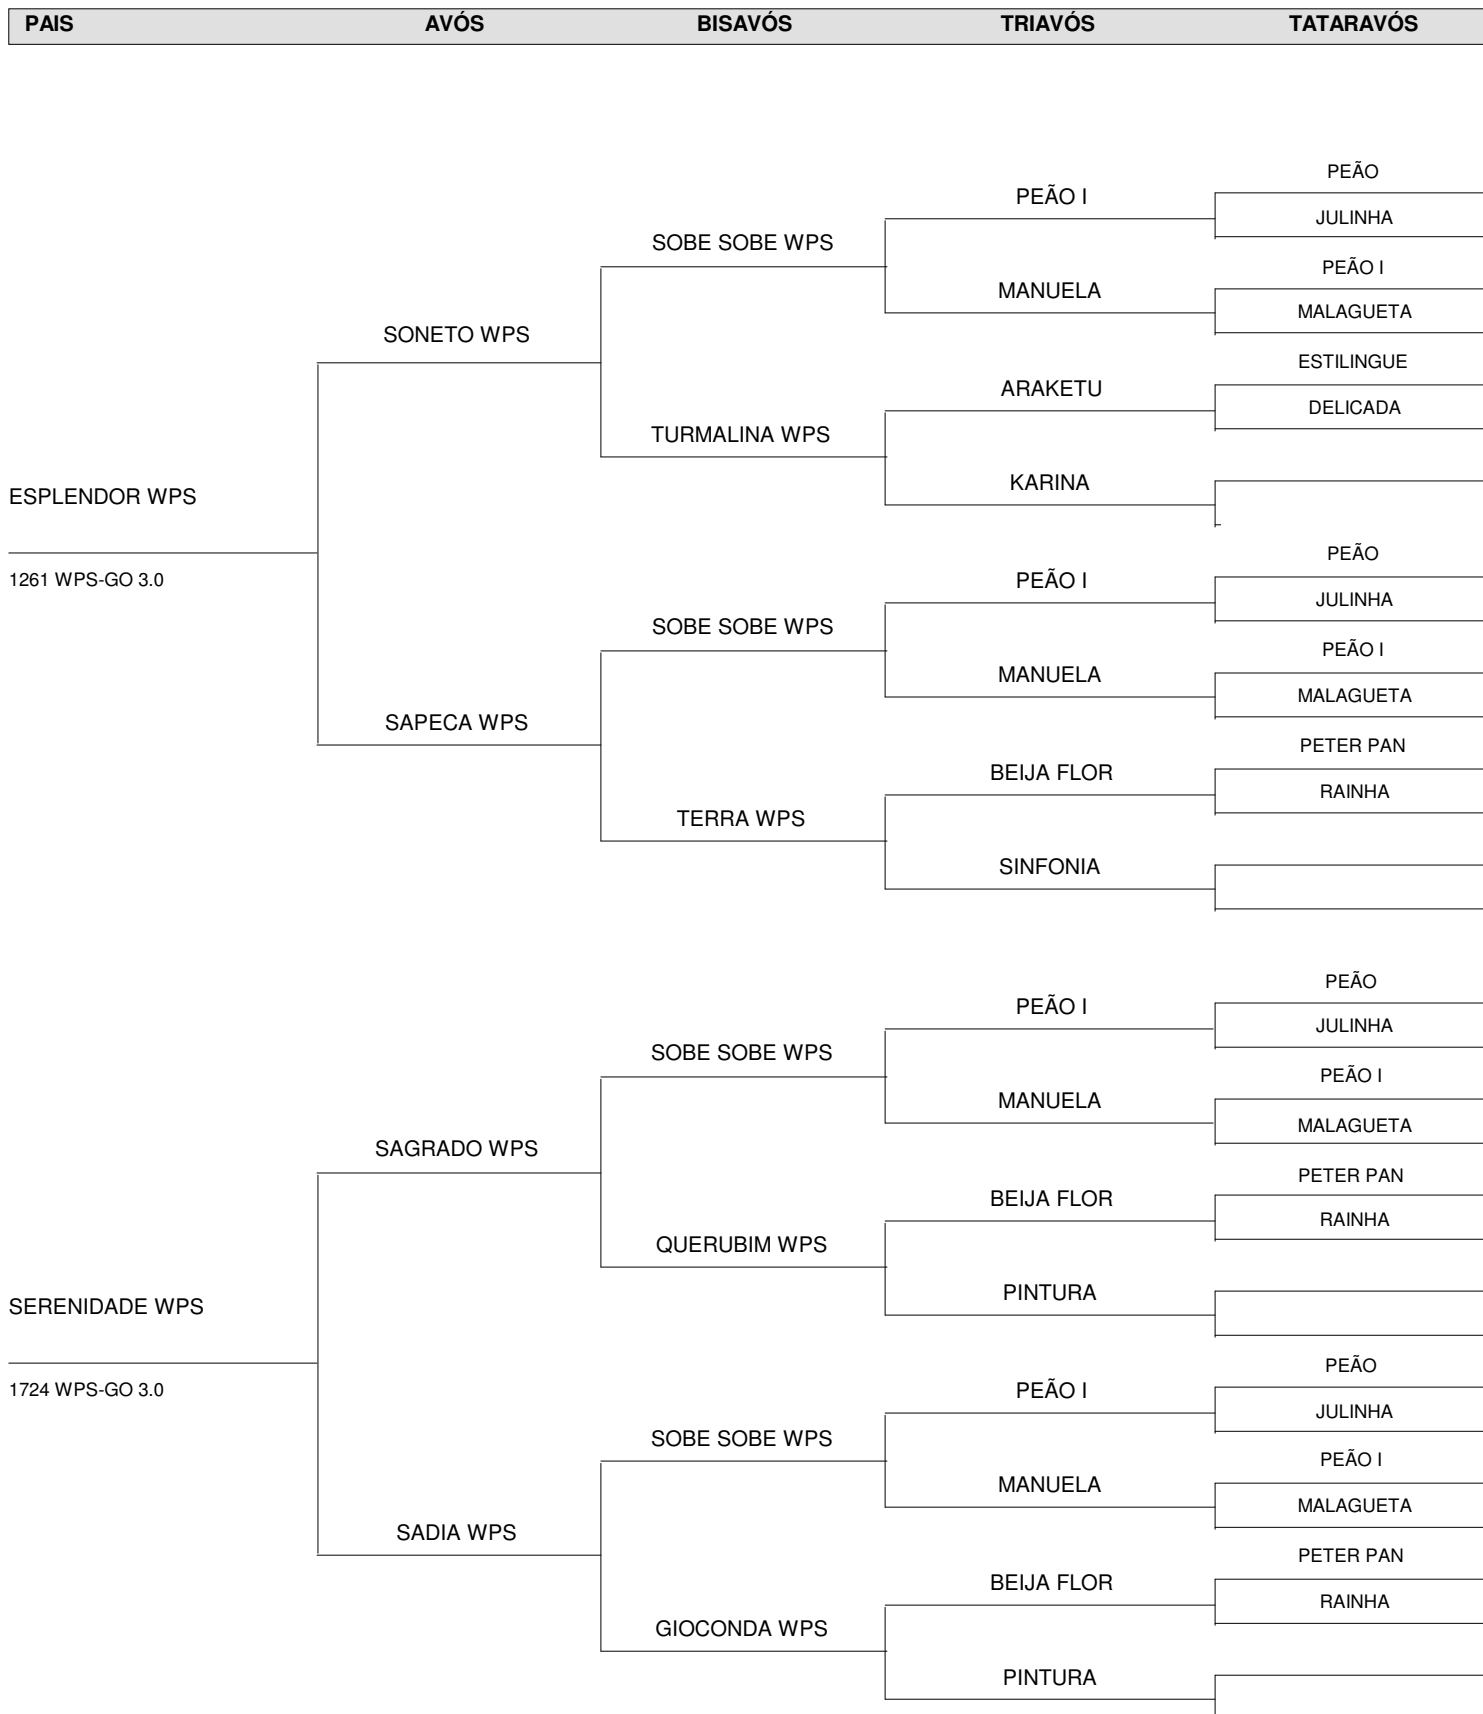 PAIS AVÓS BISAVÓS TRIAVÓS TATARAVÓS
PEÃO
PEÃO I
JULINHA
SOBE SOBE WPS
PEÃO I
MANUELA
MALAGUETA
SONETO WPS
ESTILINGUE
ARAKETU
DELICADA
TURMALINA WPS
KARINA
ESPLENDOR WPS
PEÃO
1261 WPS-GO 3.0
PEÃO I
JULINHA
SOBE SOBE WPS
PEÃO I
MANUELA
MALAGUETA
SAPECA WPS
PETER PAN
BEIJA FLOR
RAINHA
TERRA WPS
SINFONIA
PEÃO
PEÃO I
JULINHA
SOBE SOBE WPS
PEÃO I
MANUELA
MALAGUETA
SAGRADO WPS
PETER PAN
BEIJA FLOR
RAINHA
QUERUBIM WPS
PINTURA
SERENIDADE WPS
PEÃO
1724 WPS-GO 3.0
PEÃO I
JULINHA
SOBE SOBE WPS
PEÃO I
MANUELA
MALAGUETA
SADIA WPS
PETER PAN
BEIJA FLOR
RAINHA
GIOCONDA WPS
PINTURA